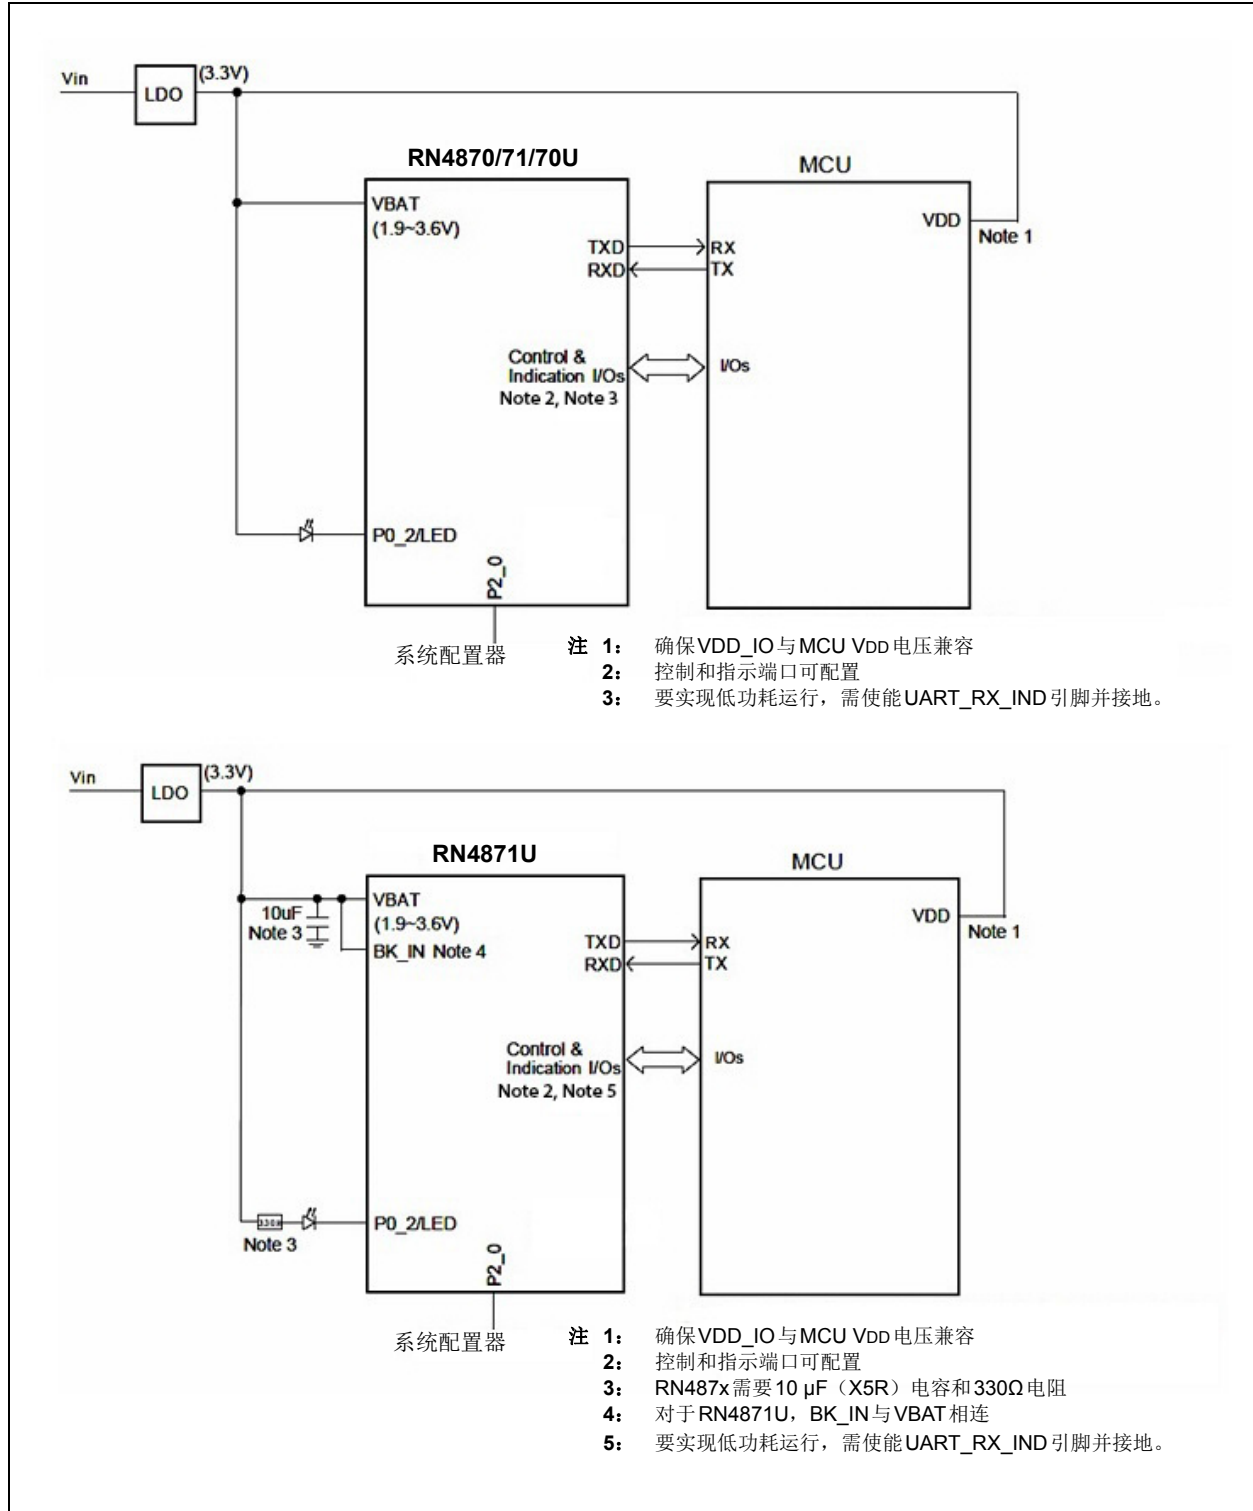 Vin
LDO
(3.3V)
RN4870/71/70U
MCU
VBAT
(1.9~3.6V)
VDD
Note 1
TXD
RX
RXD
TX
Control &
Indication I/Os
I/Os
Note 2, Note 3
P0_2/LED
P2_0
系统配置器
注 1： 确保VDD_IO与MCU VDD电压兼容
2： 控制和指示端口可配置
3： 要实现低功耗运行，需使能UART_RX_IND引脚并接地。
Vin
LDO
(3.3V)
RN4871U
MCU
VBAT
10uF
(1.9~3.6V)
VDD
Note 3
Note 1
BK_IN Note 4
TXD
RX
RXD
TX
Control &
Indication I/Os
I/Os
Note 2, Note 5
P0_2/LED
Note 3
P2_0
系统配置器
注 1： 确保VDD_IO与MCU VDD电压兼容
2： 控制和指示端口可配置
3： RN487x需要10 µF（X5R）电容和330Ω电阻
4： 对于RN4871U，BK_IN与VBAT相连
5： 要实现低功耗运行，需使能UART_RX_IND引脚并接地。